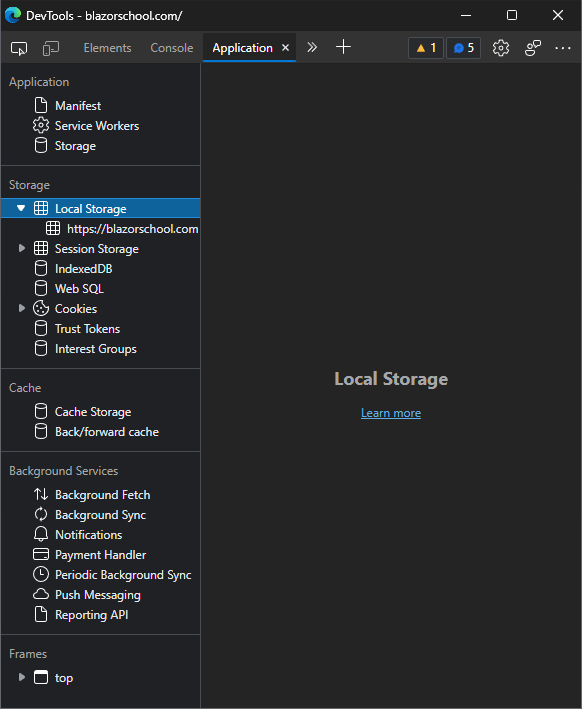 DevTools - blazorschool.com/
Elements Console Application 1 5
Application
Manifest
Service Workers
Storage
Storage
Local Storage
https://blazorschool.com
Session Storage
IndexedDB
Web SQL
Cookies
Trust Tokens
Interest Groups
Cache
Cache Storage
Back/forward cache
Background Services
Background Fetch
Background Sync
Notifications
Payment Handler
Periodic Background Sync
Push Messaging
Reporting API
Frames
top
Local Storage
Learn more